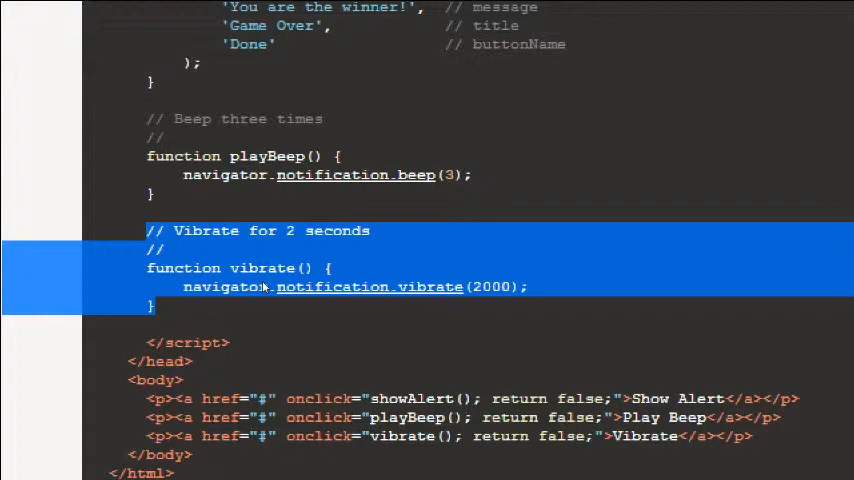 'You are the winner!',  // message
'Game Over',            // title
'Done'                  // buttonName
);
}
// Beep three times
//
function playBeep() {
navigator.notification.beep(3);
}
// Vibrate for 2 seconds
//
function vibrate() {
navigator.notification.vibrate(2000);
}
</script>
</head>
<body>
<p><a href="#" onclick="showAlert(); return false;">Show Alert</a></p>
<p><a href="#" onclick="playBeep(); return false;">Play Beep</a></p>
<p><a href="#" onclick="vibrate(); return false;">Vibrate</a></p>
</body>
</html>